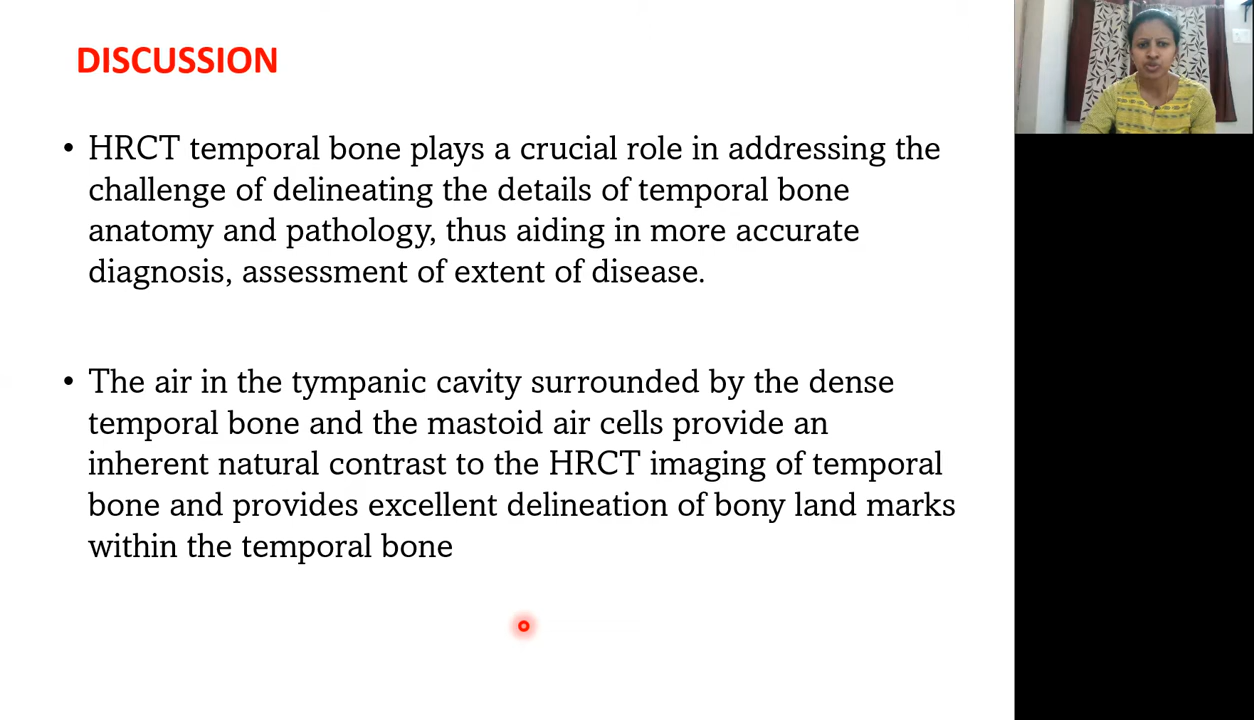 DISCUSSION
• HRCT temporal bone plays a crucial role in addressing the
challenge of delineating the details of temporal bone
anatomy and pathology, thus aiding in more accurate
diagnosis, assessment of extent of disease.
• The air in the tympanic cavity surrounded by the dense
temporal bone and the mastoid air cells provide an
inherent natural contrast to the HRCT imaging of temporal
bone and provides excellent delineation of bony land marks
within the temporal bone